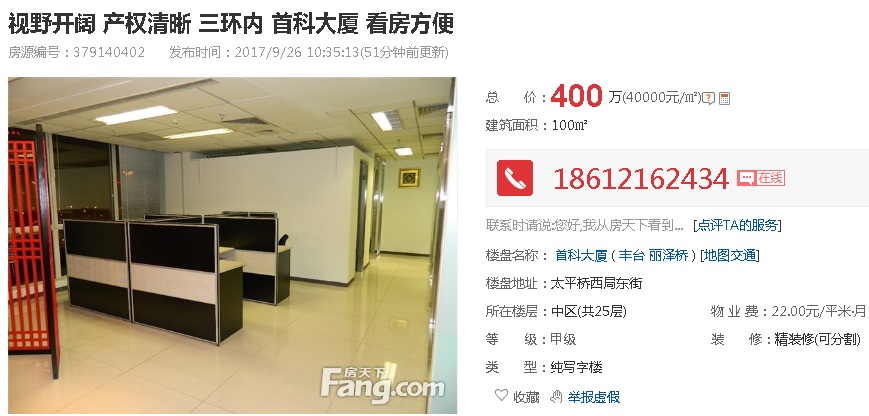 视野开阔 产权清晰 三环内 首科大厦 看房方便
房源编号：379140402 发布时间：2017/9/26 10:35:13(51分钟前更新)
总 价：400 万(40000元/㎡)
建筑面积：100㎡
18612162434 在线
联系时请说:您好,我从房天下看到... [点评TA的服务]
楼盘名称： 首科大厦 ( 丰台 丽泽桥 ) [地图交通]
楼盘地址：太平桥西局东街
所在楼层：中区(共25层) 物 业 费：22.00元/平米·月
等 级：甲级 装 修：精装修(可分割)
类 型：纯写字楼
收藏 举报虚假
房天下
Fang.com